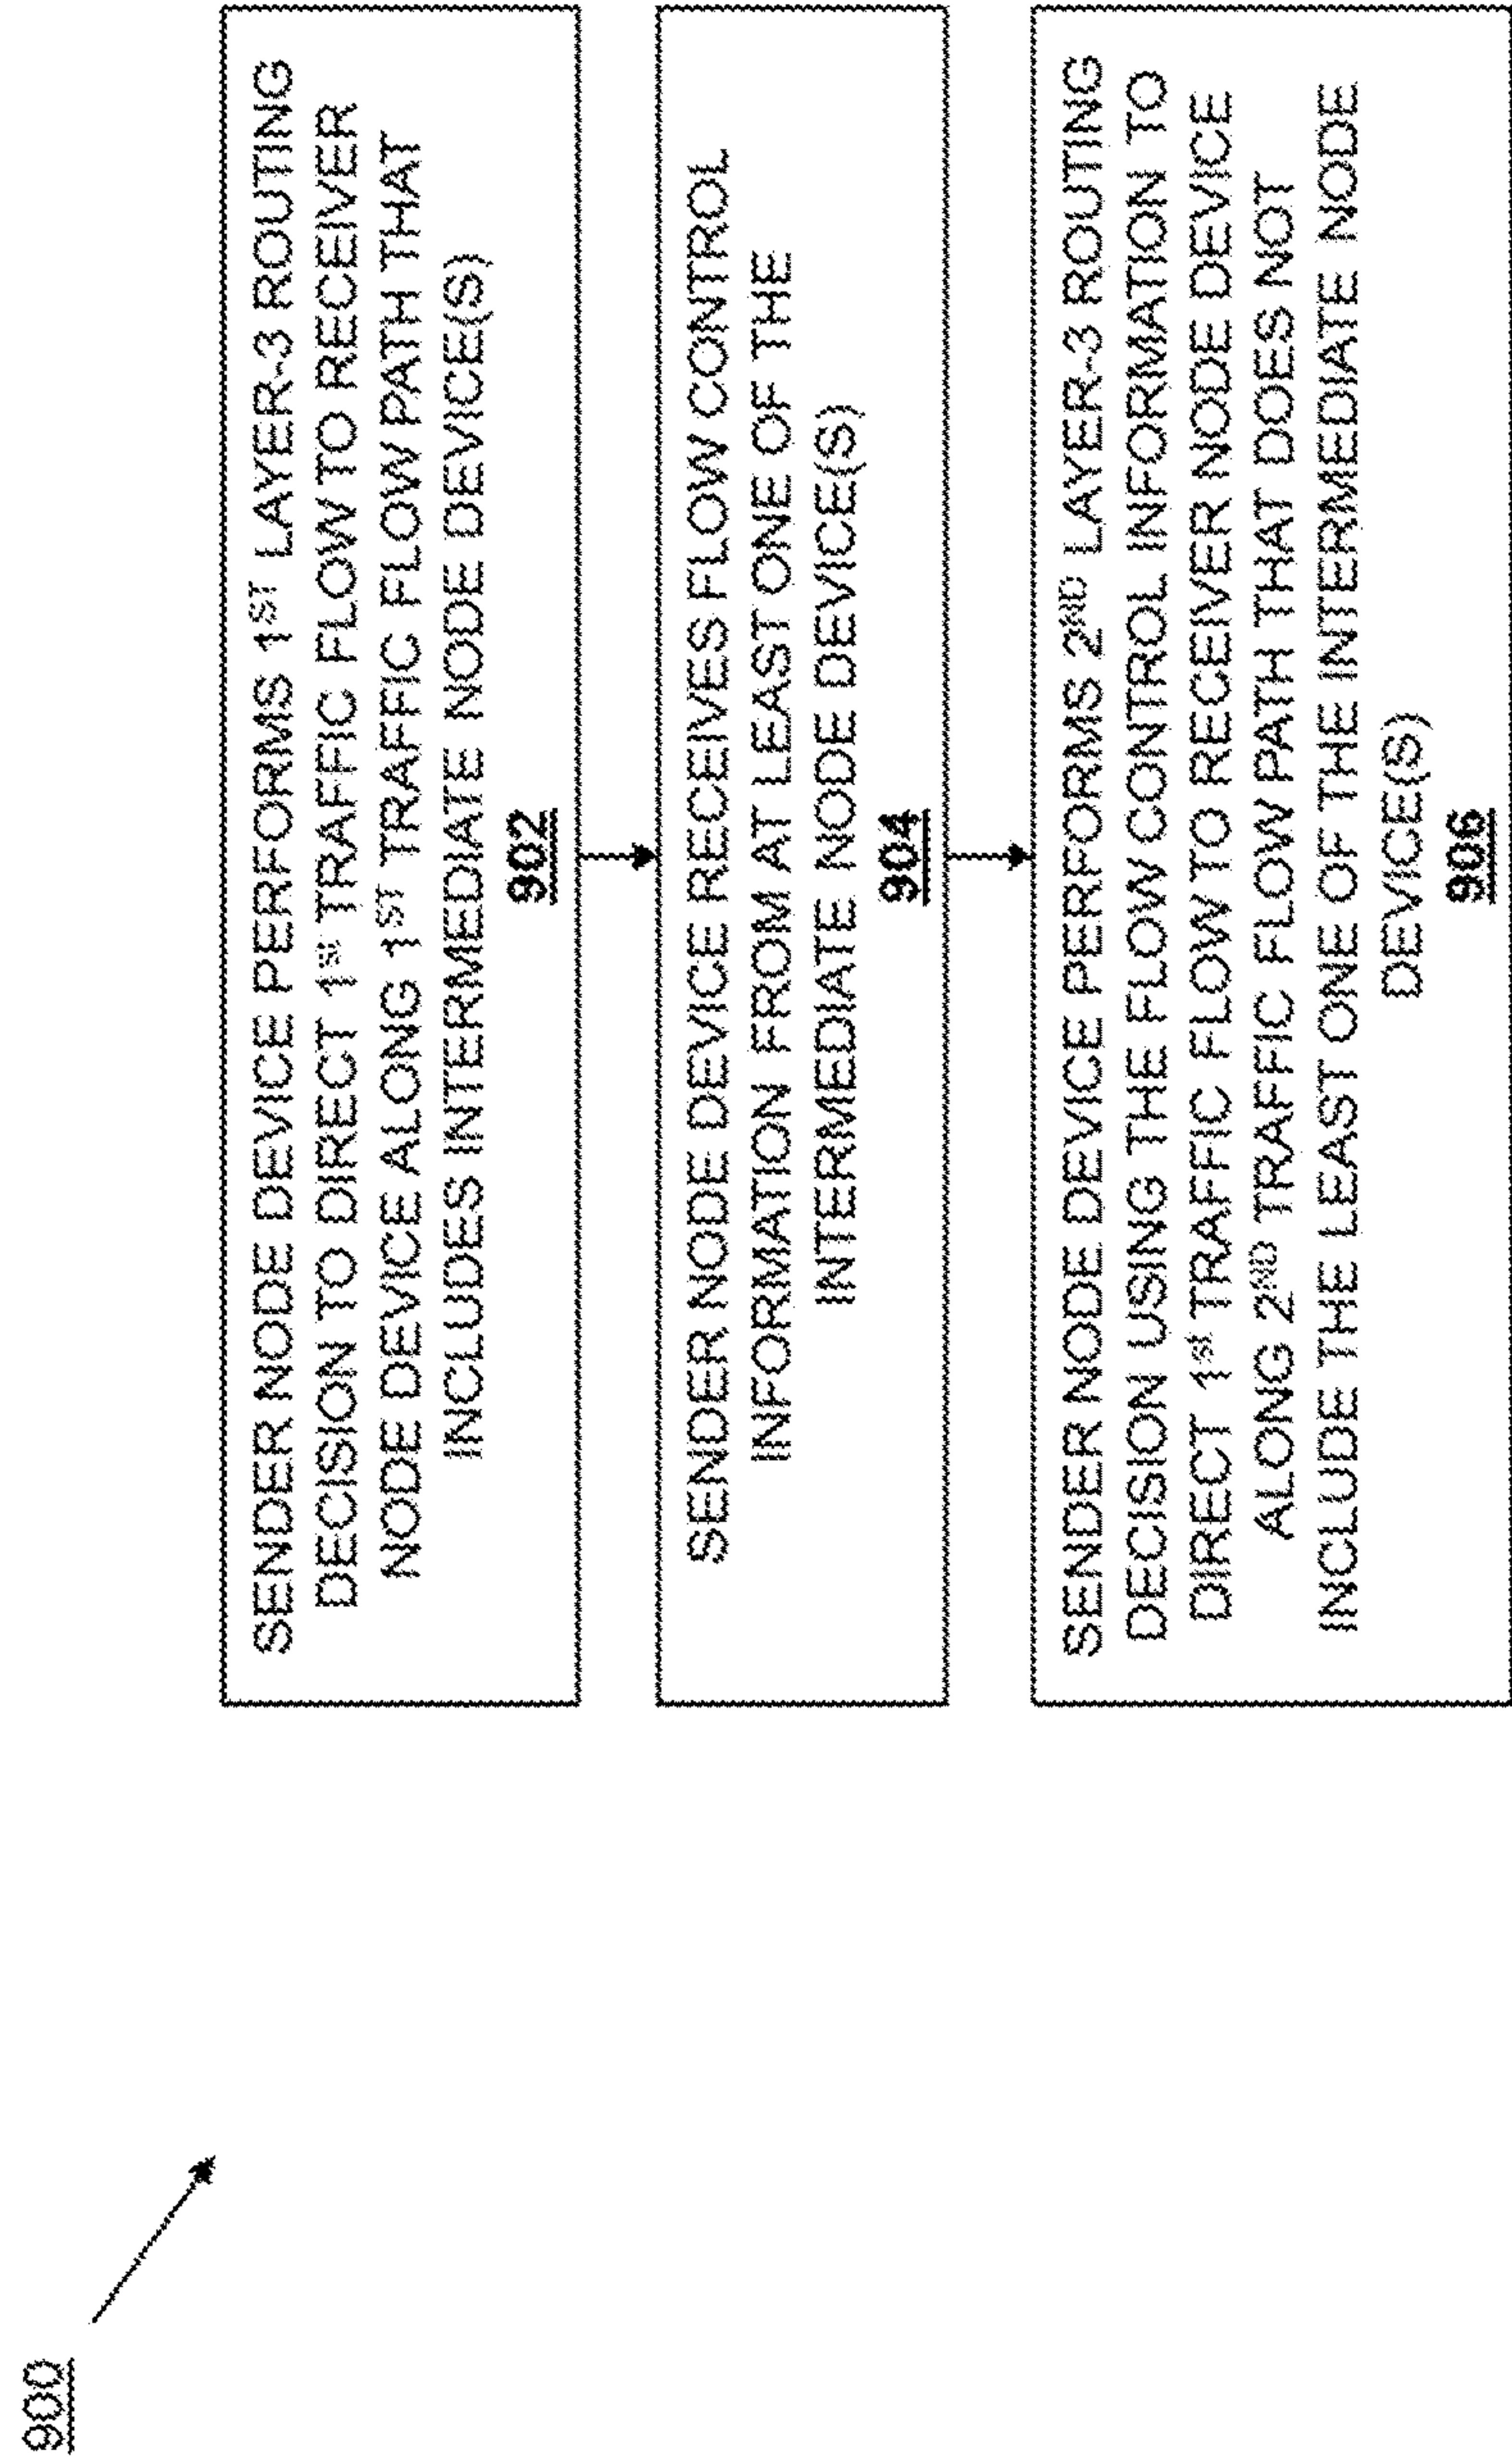 900
SENDER NODE DEVICE PERFORMS 1ST LAYER-3 ROUTING
DECISION TO DIRECT 1st TRAFFIC FLOW TO RECEIVER
NODE DEVICE ALONG 1ST TRAFFIC FLOW PATH THAT
INCLUDES INTERMEDIATE NODE DEVICE(S)
902
SENDER NODE DEVICE RECEIVES FLOW CONTROL
INFORMATION FROM AT LEAST ONE OF THE
INTERMEDIATE NODE DEVICE(S)
904
SENDER NODE DEVICE PERFORMS 2ND LAYER-3 ROUTING
DECISION USING THE FLOW CONTROL INFORMATION TO
DIRECT 1st TRAFFIC FLOW TO RECEIVER NODE DEVICE
ALONG 2ND TRAFFIC FLOW PATH THAT DOES NOT
INCLUDE THE LEAST ONE OF THE INTERMEDIATE NODE
DEVICE(S)
906